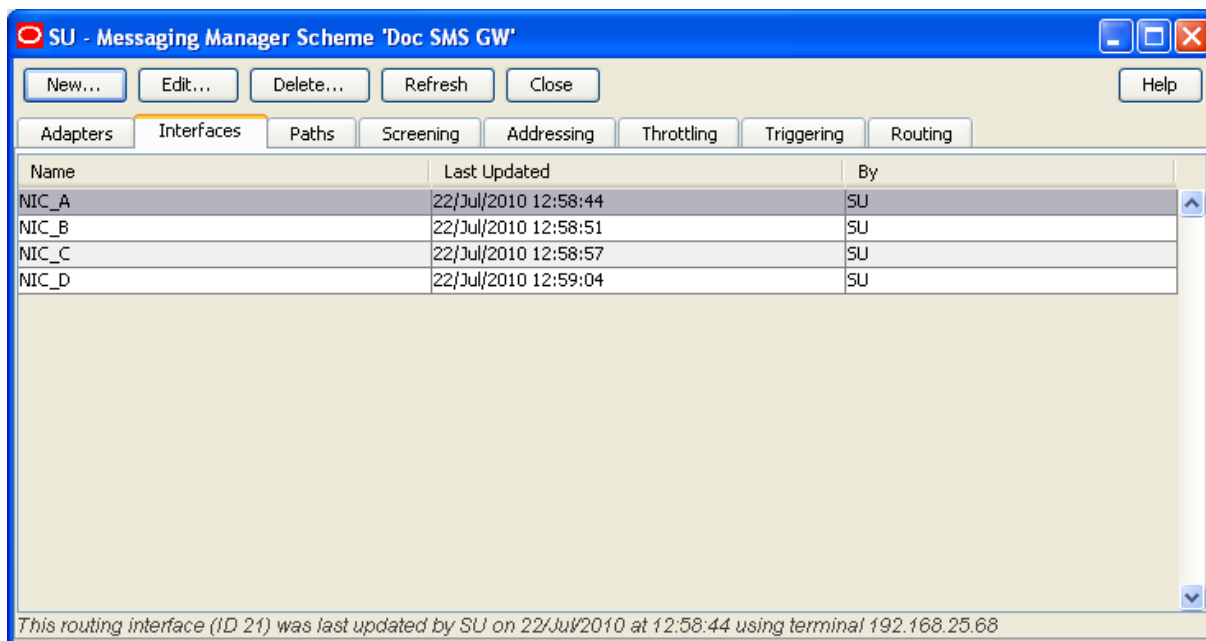 SU - Messaging Manager Scheme 'Doc SMS GW'
New... Edit... Delete... Refresh Close Help
Adapters Interfaces Paths Screening Addressing Throttling Triggering Routing
Name Last Updated By
NIC_A 22/Jul/2010 12:58:44 SU
NIC_B 22/Jul/2010 12:58:51 SU
NIC_C 22/Jul/2010 12:58:57 SU
NIC_D 22/Jul/2010 12:59:04 SU
This routing interface (ID 21) was last updated by SU on 22/Jul/2010 at 12:58:44 using terminal 192.168.25.68